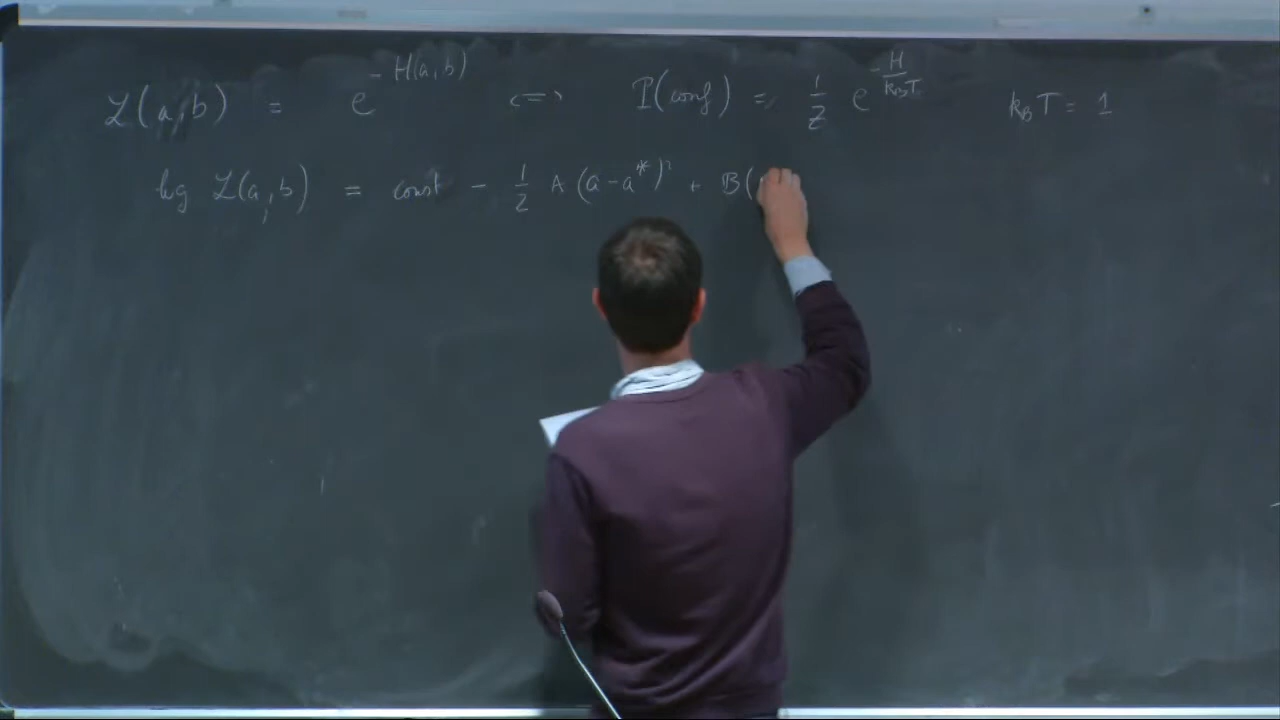 ℒ(a,b) = e^{-H(a,b)} <=> P(conf) = 1/Z e^{-H/k_BT} k_BT = 1
log ℒ(a,b) = const - 1/2 A (a-a*)² + B(